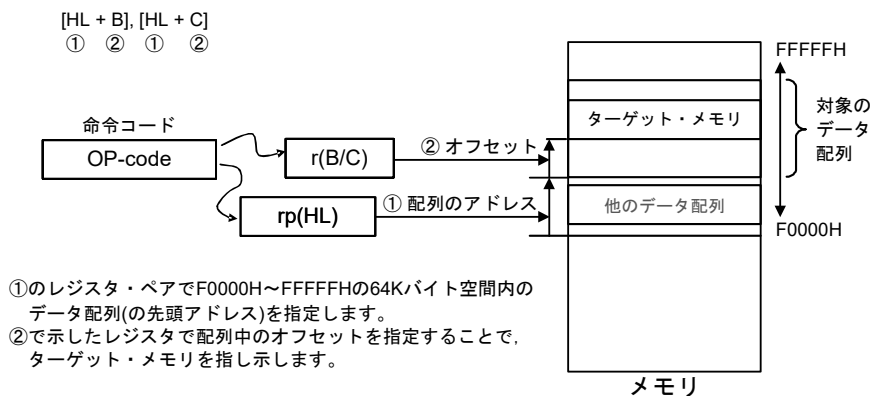 [HL + B], [HL + C]
① ② ① ②
命令コード
OP-code
r(B/C)
② オフセット
rp(HL)
① 配列のアドレス
FFFFFH
ターゲット・メモリ
対象の
データ
配列
他のデータ配列
F0000H
①のレジスタ・ペアでF0000H～FFFFFHの64Kバイト空間内の
データ配列(の先頭アドレス)を指定します。
②で示したレジスタで配列中のオフセットを指定することで,
ターゲット・メモリを指し示します。
メモリ